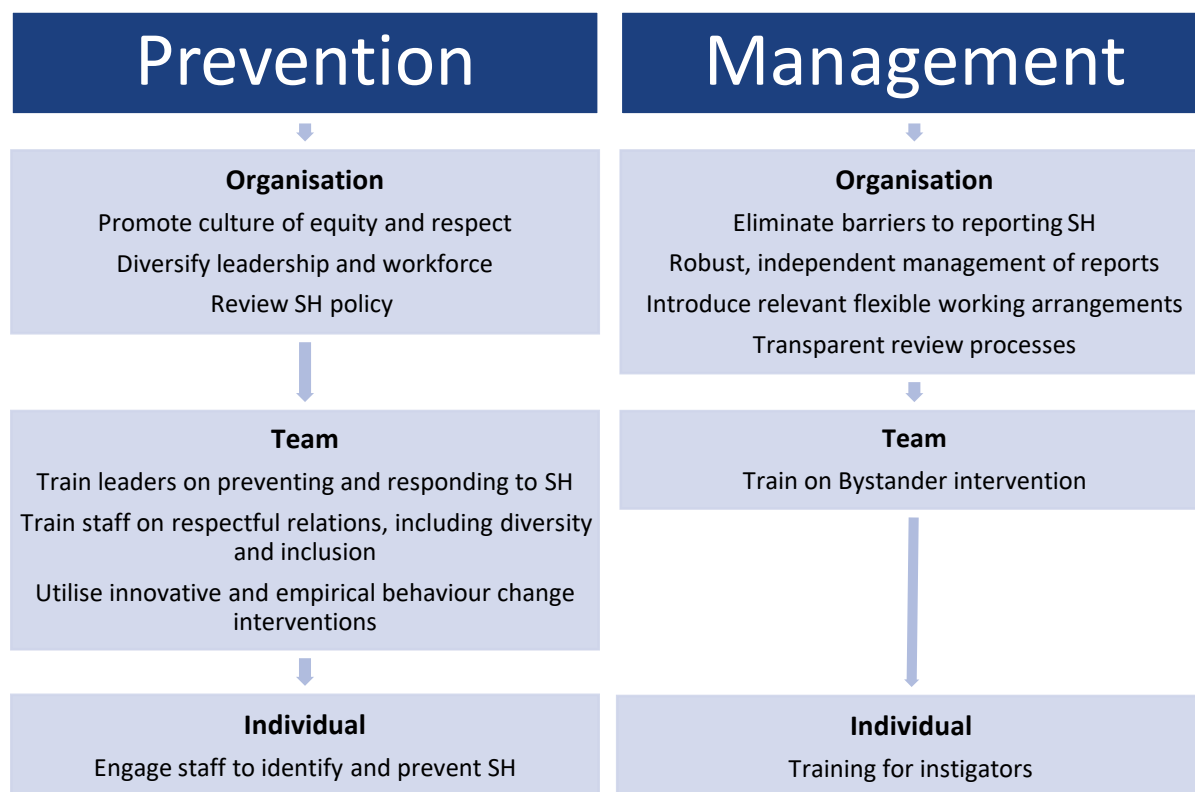 Prevention
Organisation
Promote culture of equity and respect
Diversify leadership and workforce
Review SH policy
Team
Train leaders on preventing and responding to SH
Train staff on respectful relations, including diversity
and inclusion
Utilise innovative and empirical behaviour change
interventions
Individual
Engage staff to identify and prevent SH
Management
Organisation
Eliminate barriers to reporting SH
Robust, independent management of reports
Introduce relevant flexible working arrangements
Transparent review processes
Team
Train on Bystander intervention
Individual
Training for instigators